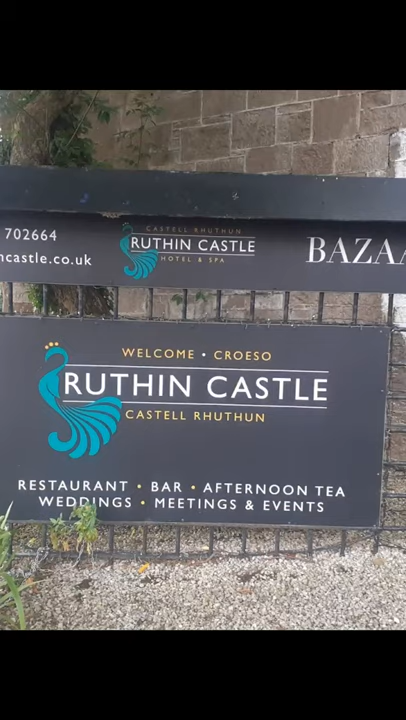 702664
ncastle.co.uk
CASTELL RHUTHUN
RUTHIN CASTLE
HOTEL & SPA
BAZAA
WELCOME • CROESO
RUTHIN CASTLE
CASTELL RHUTHUN
RESTAURANT • BAR • AFTERNOON TEA
WEDDINGS • MEETINGS & EVENTS